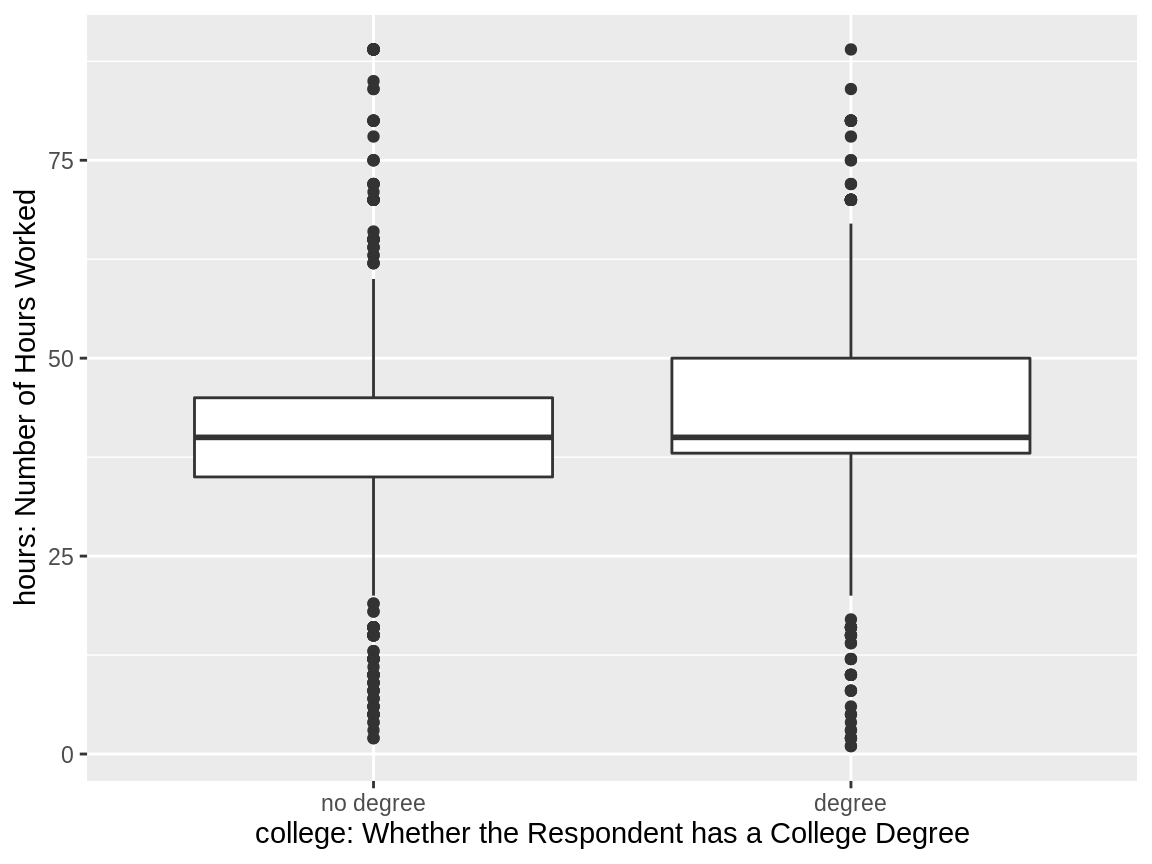 hours: Number of Hours Worked
75
50
25
0
no degree
degree
college: Whether the Respondent has a College Degree